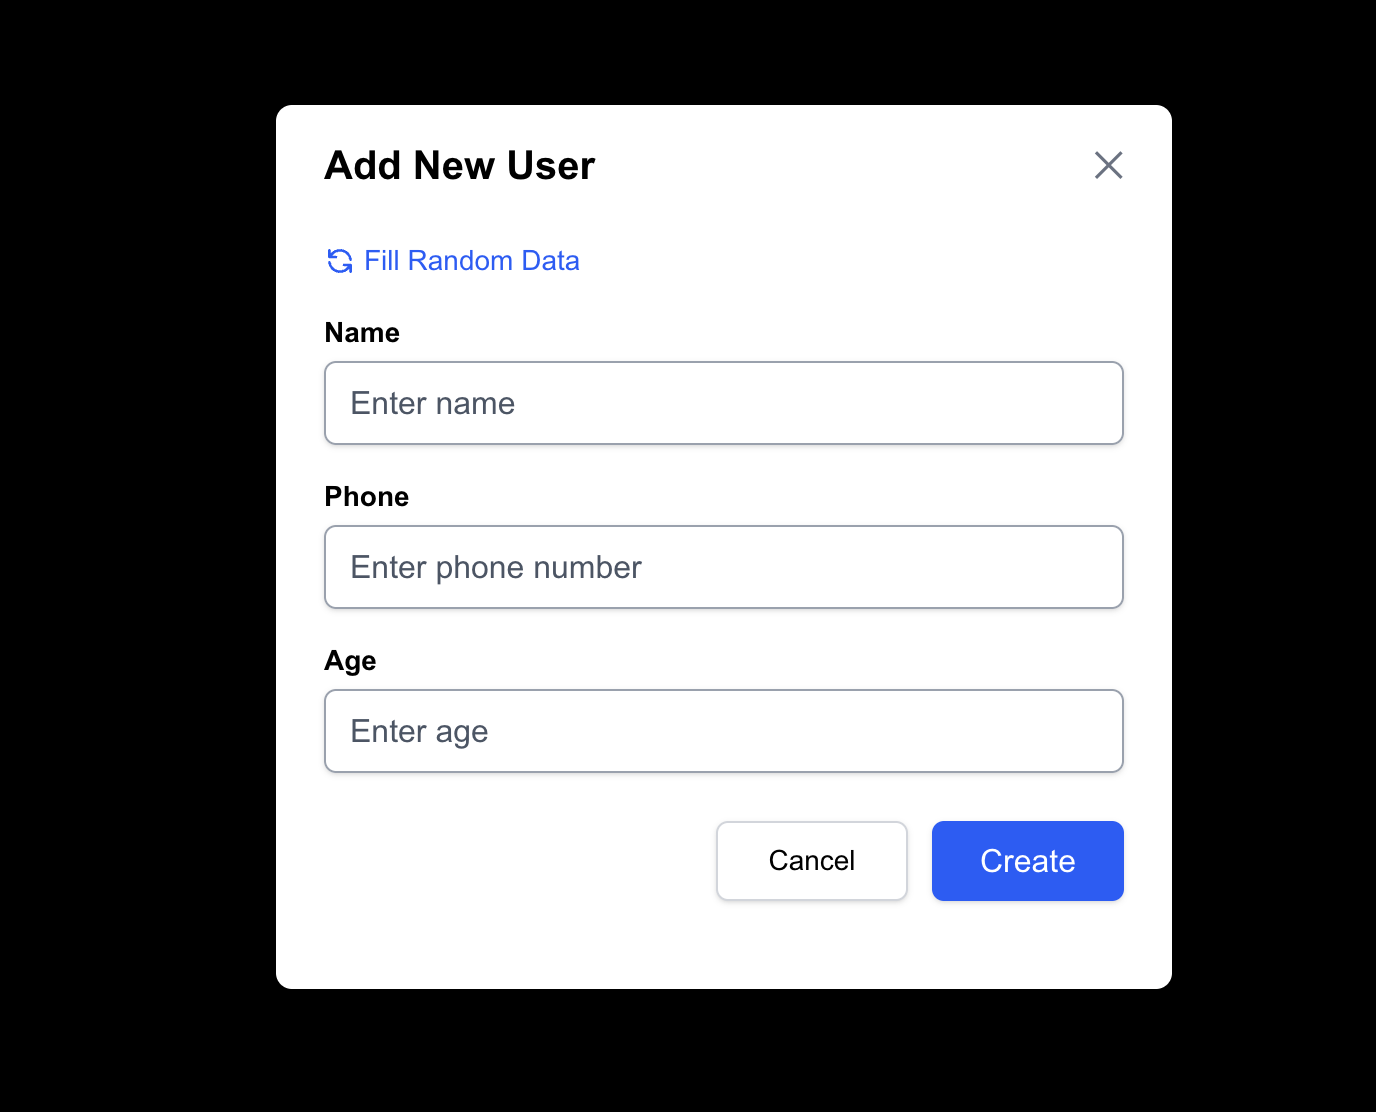 Add New User
Fill Random Data
Name
Enter name
Phone
Enter phone number
Age
Enter age
Cancel
Create